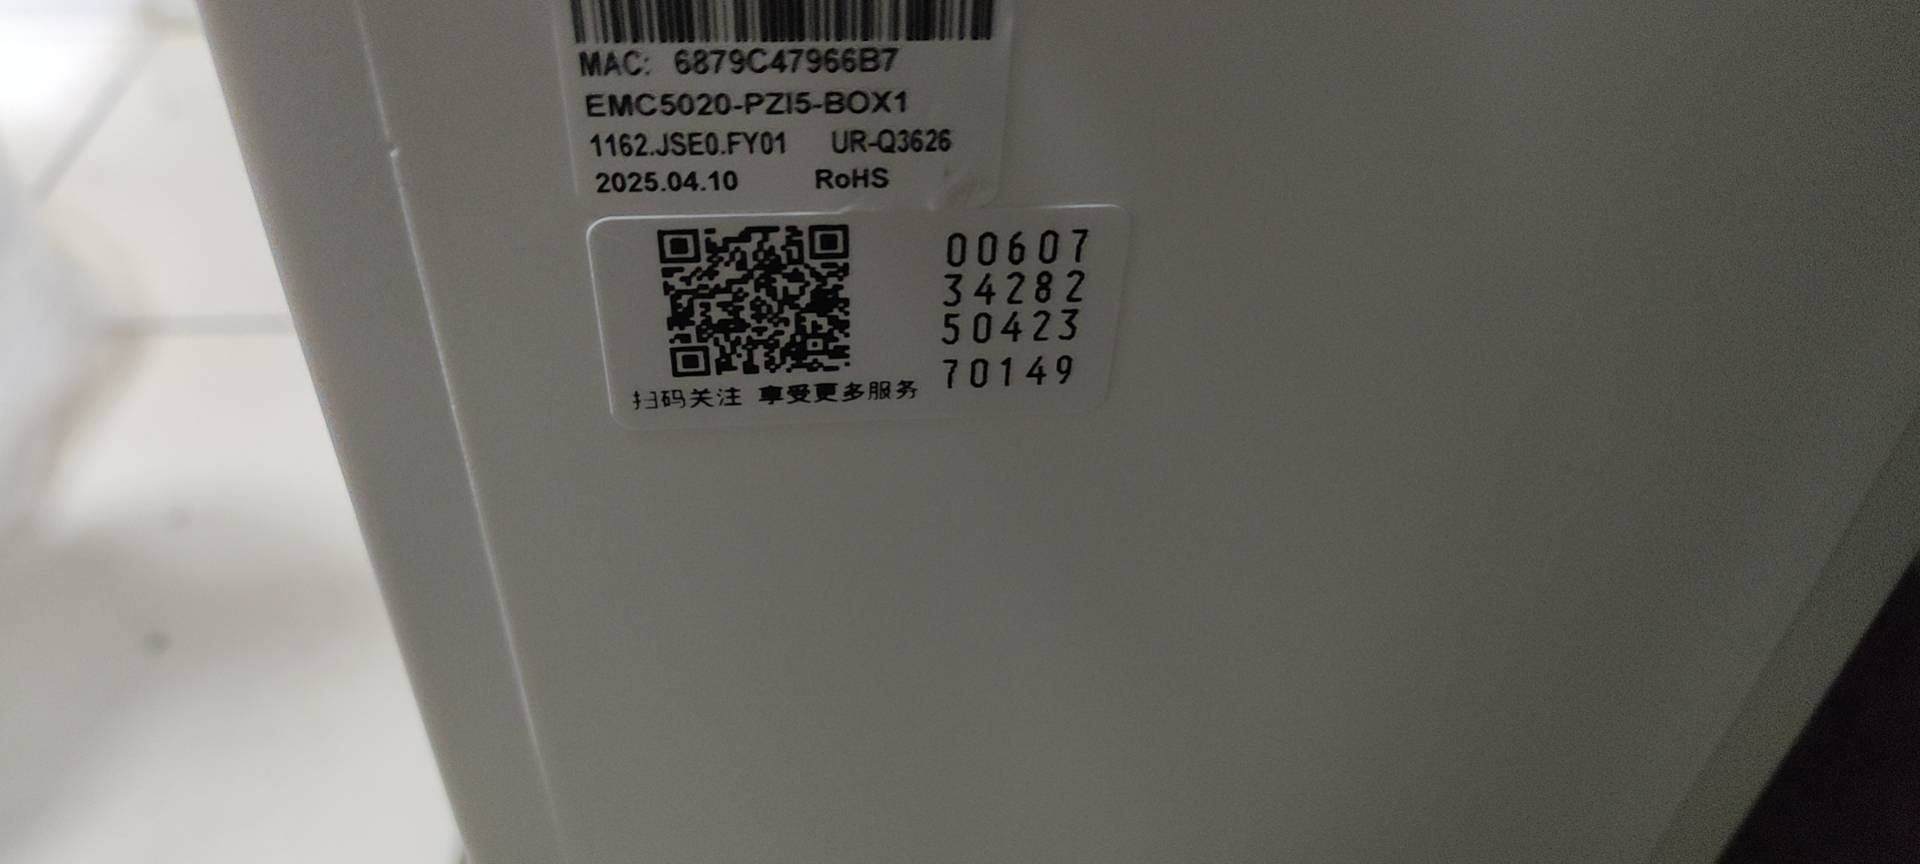 MAC: 6879C47966B7
EMC5020-PZI5-BOX1
1162.JSE0.FY01 UR-Q3626
2025.04.10 RoHS
00607
34282
50423
70149
扫码关注 享受更多服务